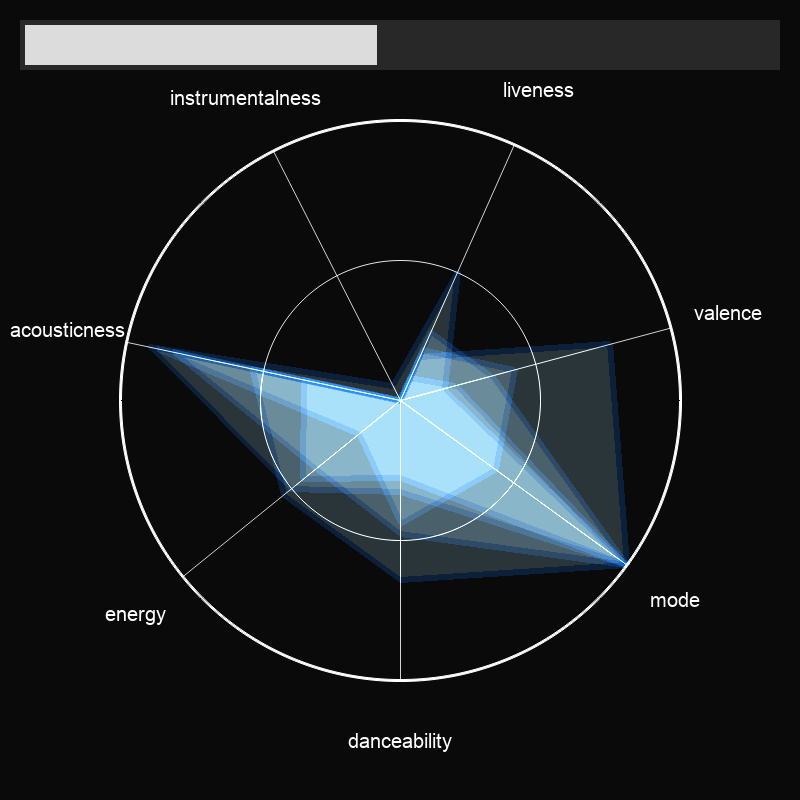 liveness
instrumentalness
valence
acousticness
mode
energy
danceability